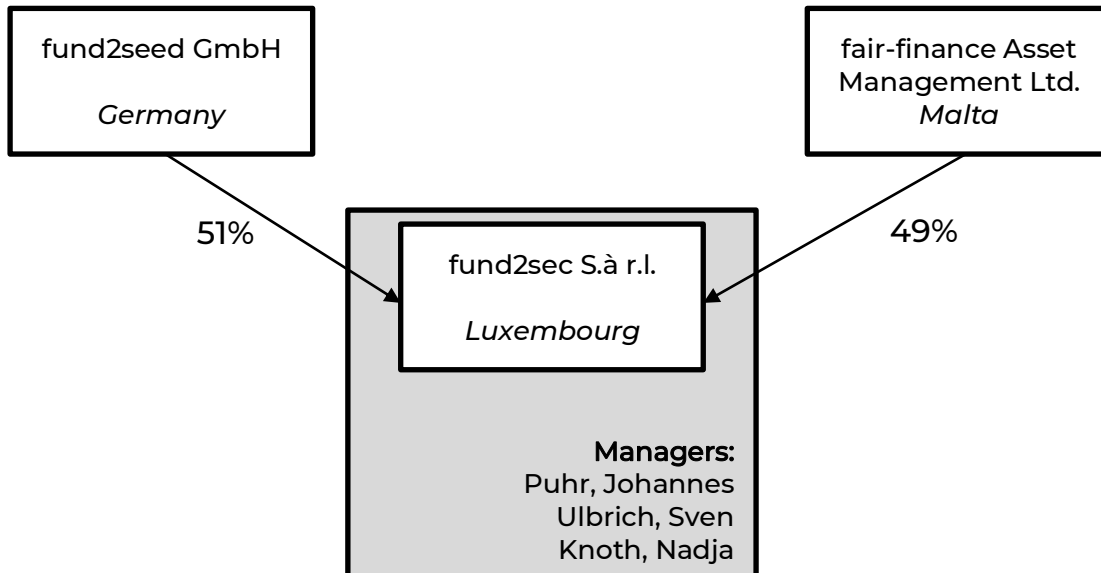 fund2seed GmbH
Germany
fair-finance Asset
Management Ltd.
Malta
51%
49%
fund2sec S.à r.l.
Luxembourg
Managers:
Puhr, Johannes
Ulbrich, Sven
Knoth, Nadja